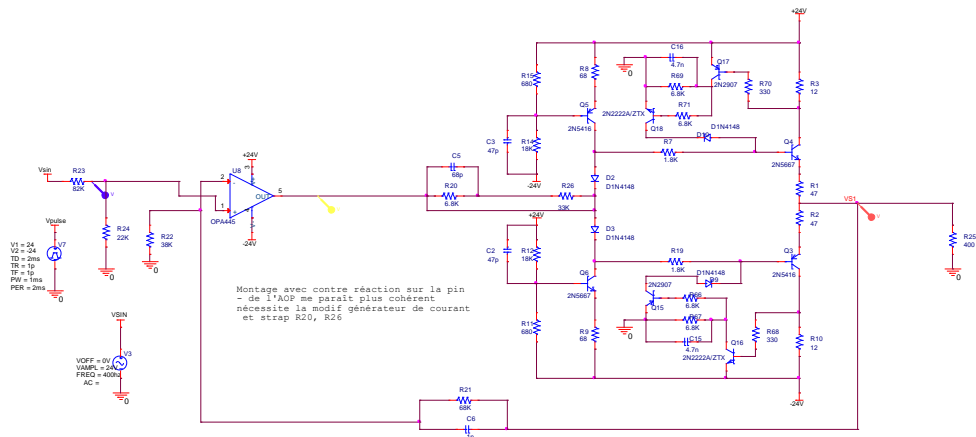 +24V
C16
4.7n
Q17
2N2907
R15
680
R8
68
R69
6.8K
R70
330
R3
12
0
Q5
2N5416
2N2222A/ZTX
R71
6.8K
Q18
D1N4148
C3
47p
R14
18K
R7
1.8K
Q4
2N5667
C5
68p
-24V
D2
D1N4148
R23
82K
Vsin
V
U8
+24V
3
2
-
1
+
OUT
5
OPA445
-24V
R20
6.8K
R26
33K
V
R1
47
VS1
V
R24
22K
R22
38K
0
0
+24V
D3
D1N4148
R2
47
R25
400
0
Vpulse
V7
V1 = 24
V2 = -24
TD = 2ms
TR = 1p
TF = 1p
PW = 1ms
PER = 2ms
0
C2
47p
R12
18K
R19
1.8K
Q3
2N5416
Q6
2N5667
D1N4148
2N2907
Q15
R67
6.8K
0
C15
4.7n
Q16
2N2222A/ZTX
R68
330
R10
12
R11
680
R9
68
-24V
Montage avec contre réaction sur la pin
- de l'AOP me paraît plus cohérent
nécessite la modif générateur de courant
et strap R20, R26
VSIN
V3
VOFF = 0V
VAMPL = 24V
FREQ = 400hz
AC =
0
R21
68K
C6